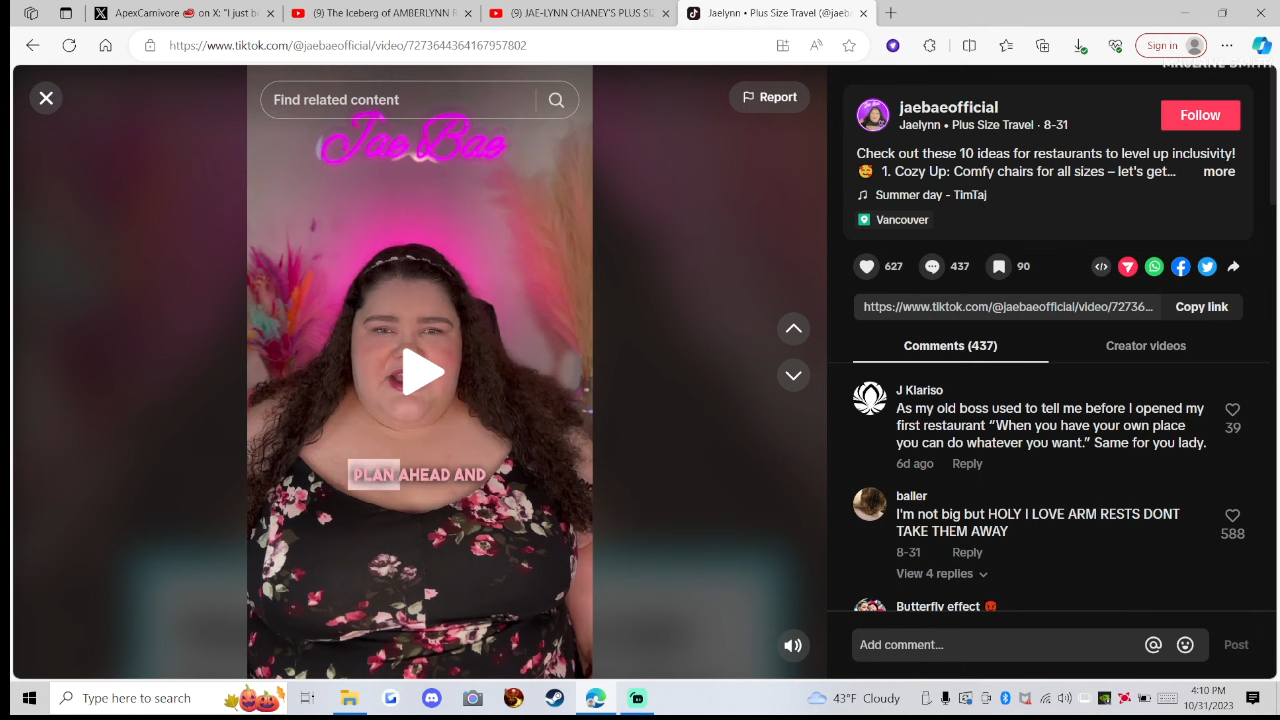 ApexCarnivore 🥩 on X: "I just be
(9) The Iceberg of AMBERLYNN R
(9) JAE-LYNN CHANEY'S PLUS SIZ
Jaelynn • Plus Size Travel (@jaeba
https://www.tiktok.com/@jaebaeofficial/video/7273644364167957802
Sign in
Find related content
Report
Jae Bae
PLAN AHEAD AND
jaebaeofficial
Jaelynn • Plus Size Travel · 8-31
Follow
Check out these 10 ideas for restaurants to level up inclusivity!
🥰 1. Cozy Up: Comfy chairs for all sizes – let's get... more
♫ Summer day - TimTaj
Vancouver
627
437
90
https://www.tiktok.com/@jaebaeofficial/video/72736...
Copy link
Comments (437)
Creator videos
J Klariso
As my old boss used to tell me before I opened my
first restaurant "When you have your own place
you can do whatever you want." Same for you lady.
39
6d ago Reply
baller
I'm not big but HOLY I LOVE ARM RESTS DONT
TAKE THEM AWAY
588
8-31 Reply
View 4 replies
Butterfly effect
Add comment...
Post
Type here to search
43°F Cloudy
4:10 PM
10/31/2023